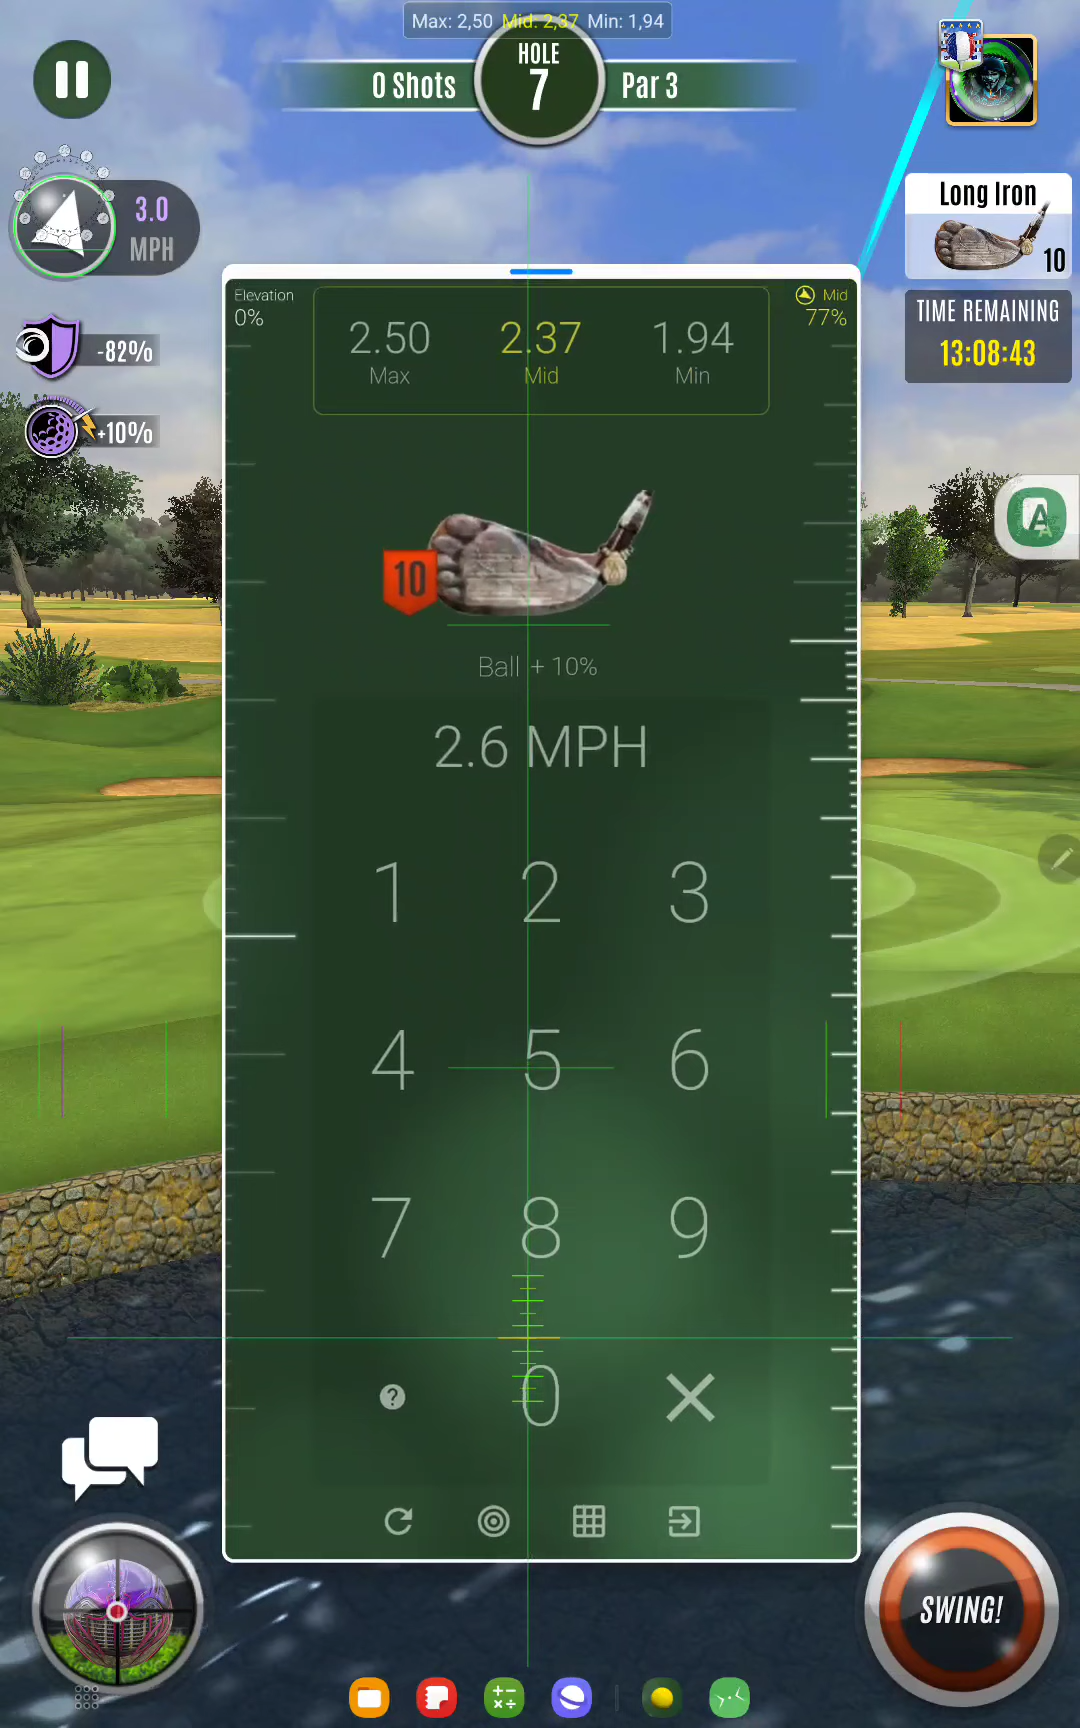 Max: 2,50 Mid: 2,37 Min: 1,94
HOLE
7
0 Shots
Par 3
3.0
MPH
-82%
+10%
Long Iron
10
TIME REMAINING
13:08:43
Elevation
0%
2.50
Max
2.37
Mid
1.94
Min
Mid
77%
10
Ball + 10%
2.6 MPH
1 2 3
4 5 6
7 8 9
? 0
A
SWING!